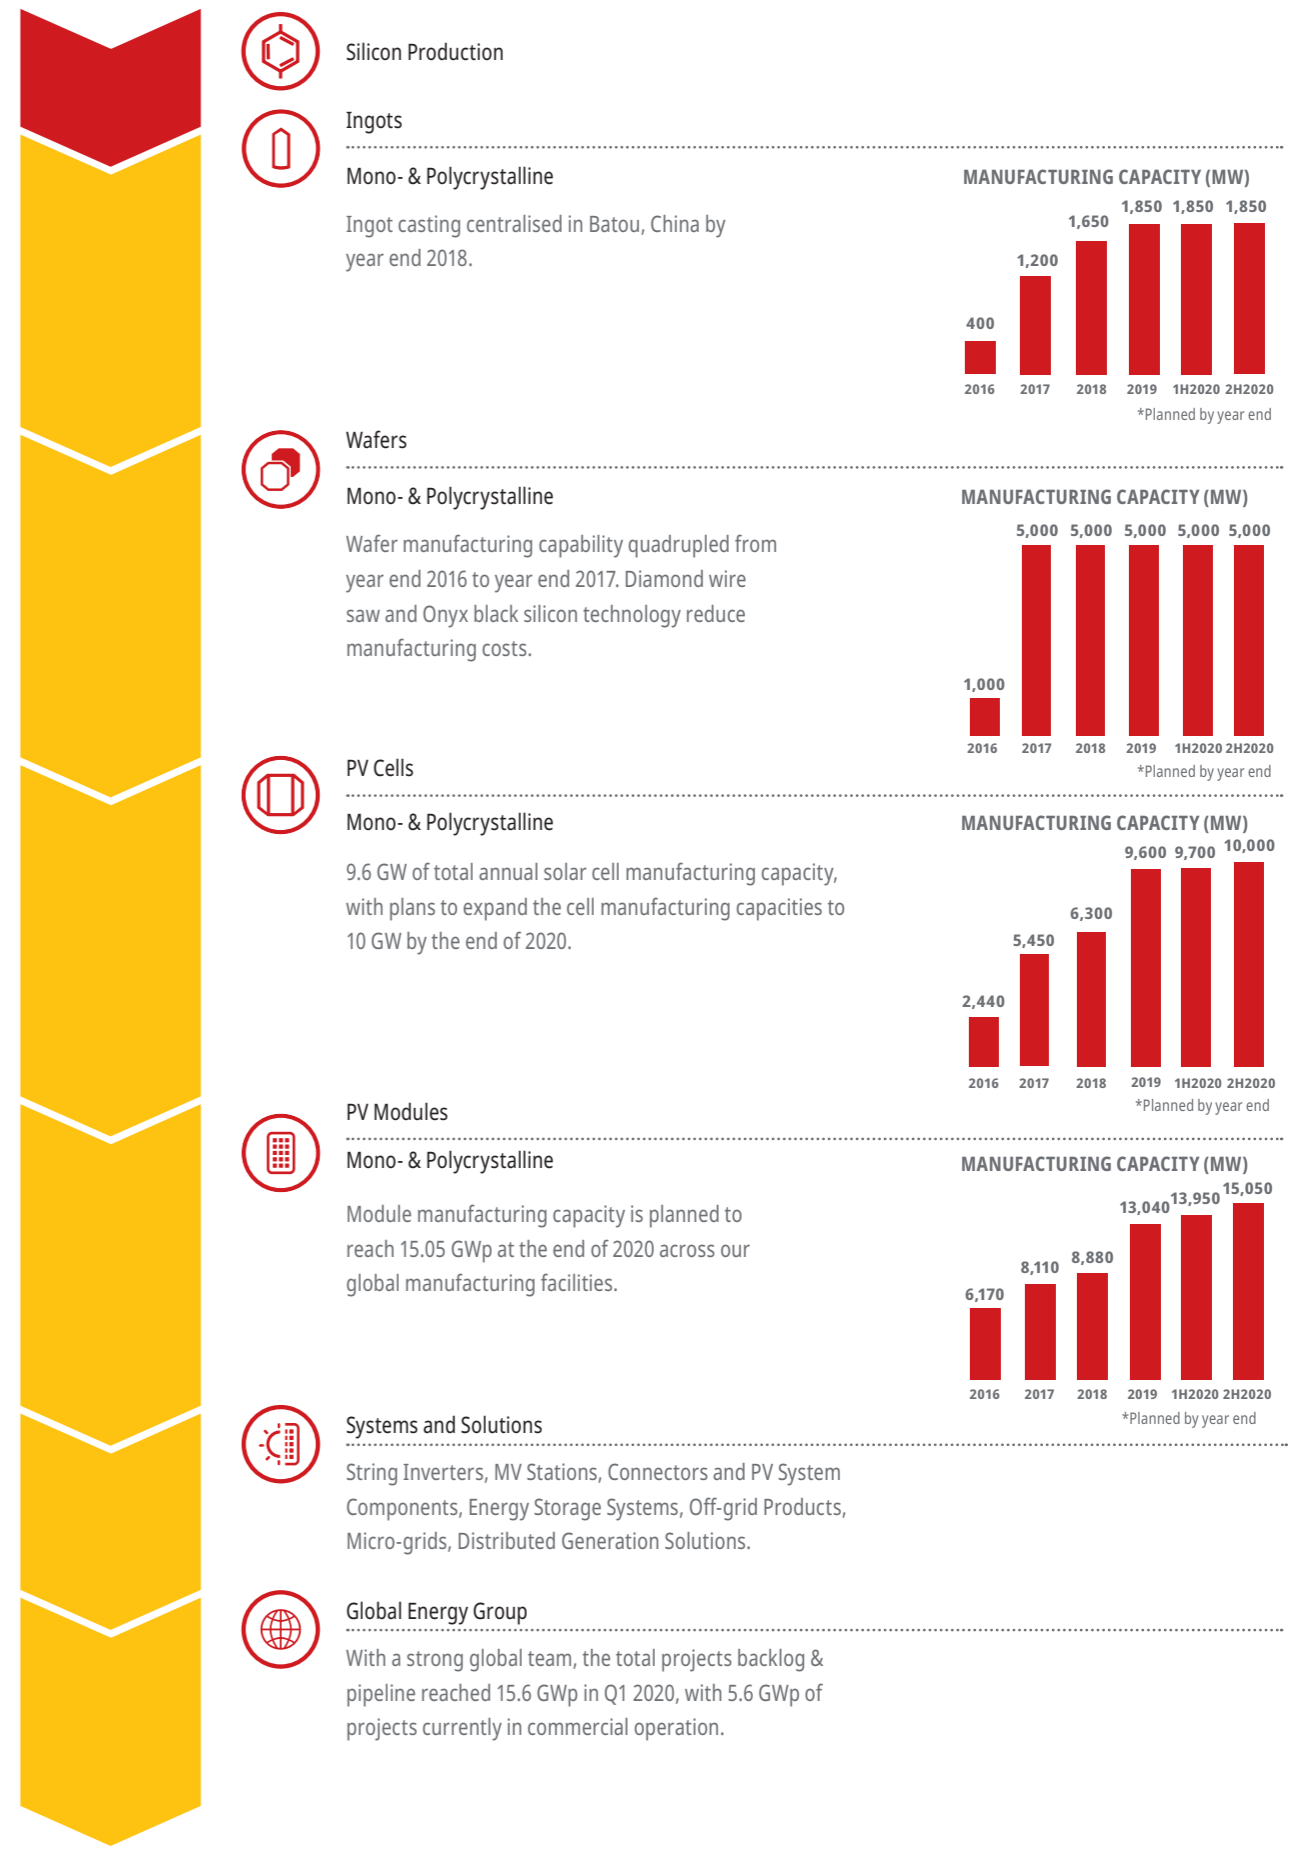 Silicon Production
Ingots
Mono- & Polycrystalline
Ingot casting centralised in Batou, China by
year end 2018.
MANUFACTURING CAPACITY (MW)
400 1,200 1,650 1,850 1,850 1,850
2016 2017 2018 2019 1H2020 2H2020
*Planned by year end
Wafers
Mono- & Polycrystalline
Wafer manufacturing capability quadrupled from
year end 2016 to year end 2017. Diamond wire
saw and Onyx black silicon technology reduce
manufacturing costs.
MANUFACTURING CAPACITY (MW)
1,000 5,000 5,000 5,000 5,000 5,000
2016 2017 2018 2019 1H2020 2H2020
*Planned by year end
PV Cells
Mono- & Polycrystalline
9.6 GW of total annual solar cell manufacturing capacity,
with plans to expand the cell manufacturing capacities to
10 GW by the end of 2020.
MANUFACTURING CAPACITY (MW)
2,440 5,450 6,300 9,600 9,700 10,000
2016 2017 2018 2019 1H2020 2H2020
*Planned by year end
PV Modules
Mono- & Polycrystalline
Module manufacturing capacity is planned to
reach 15.05 GWp at the end of 2020 across our
global manufacturing facilities.
MANUFACTURING CAPACITY (MW)
6,170 8,110 8,880 13,040 13,950 15,050
2016 2017 2018 2019 1H2020 2H2020
*Planned by year end
Systems and Solutions
String Inverters, MV Stations, Connectors and PV System
Components, Energy Storage Systems, Off-grid Products,
Micro-grids, Distributed Generation Solutions.
Global Energy Group
With a strong global team, the total projects backlog &
pipeline reached 15.6 GWp in Q1 2020, with 5.6 GWp of
projects currently in commercial operation.